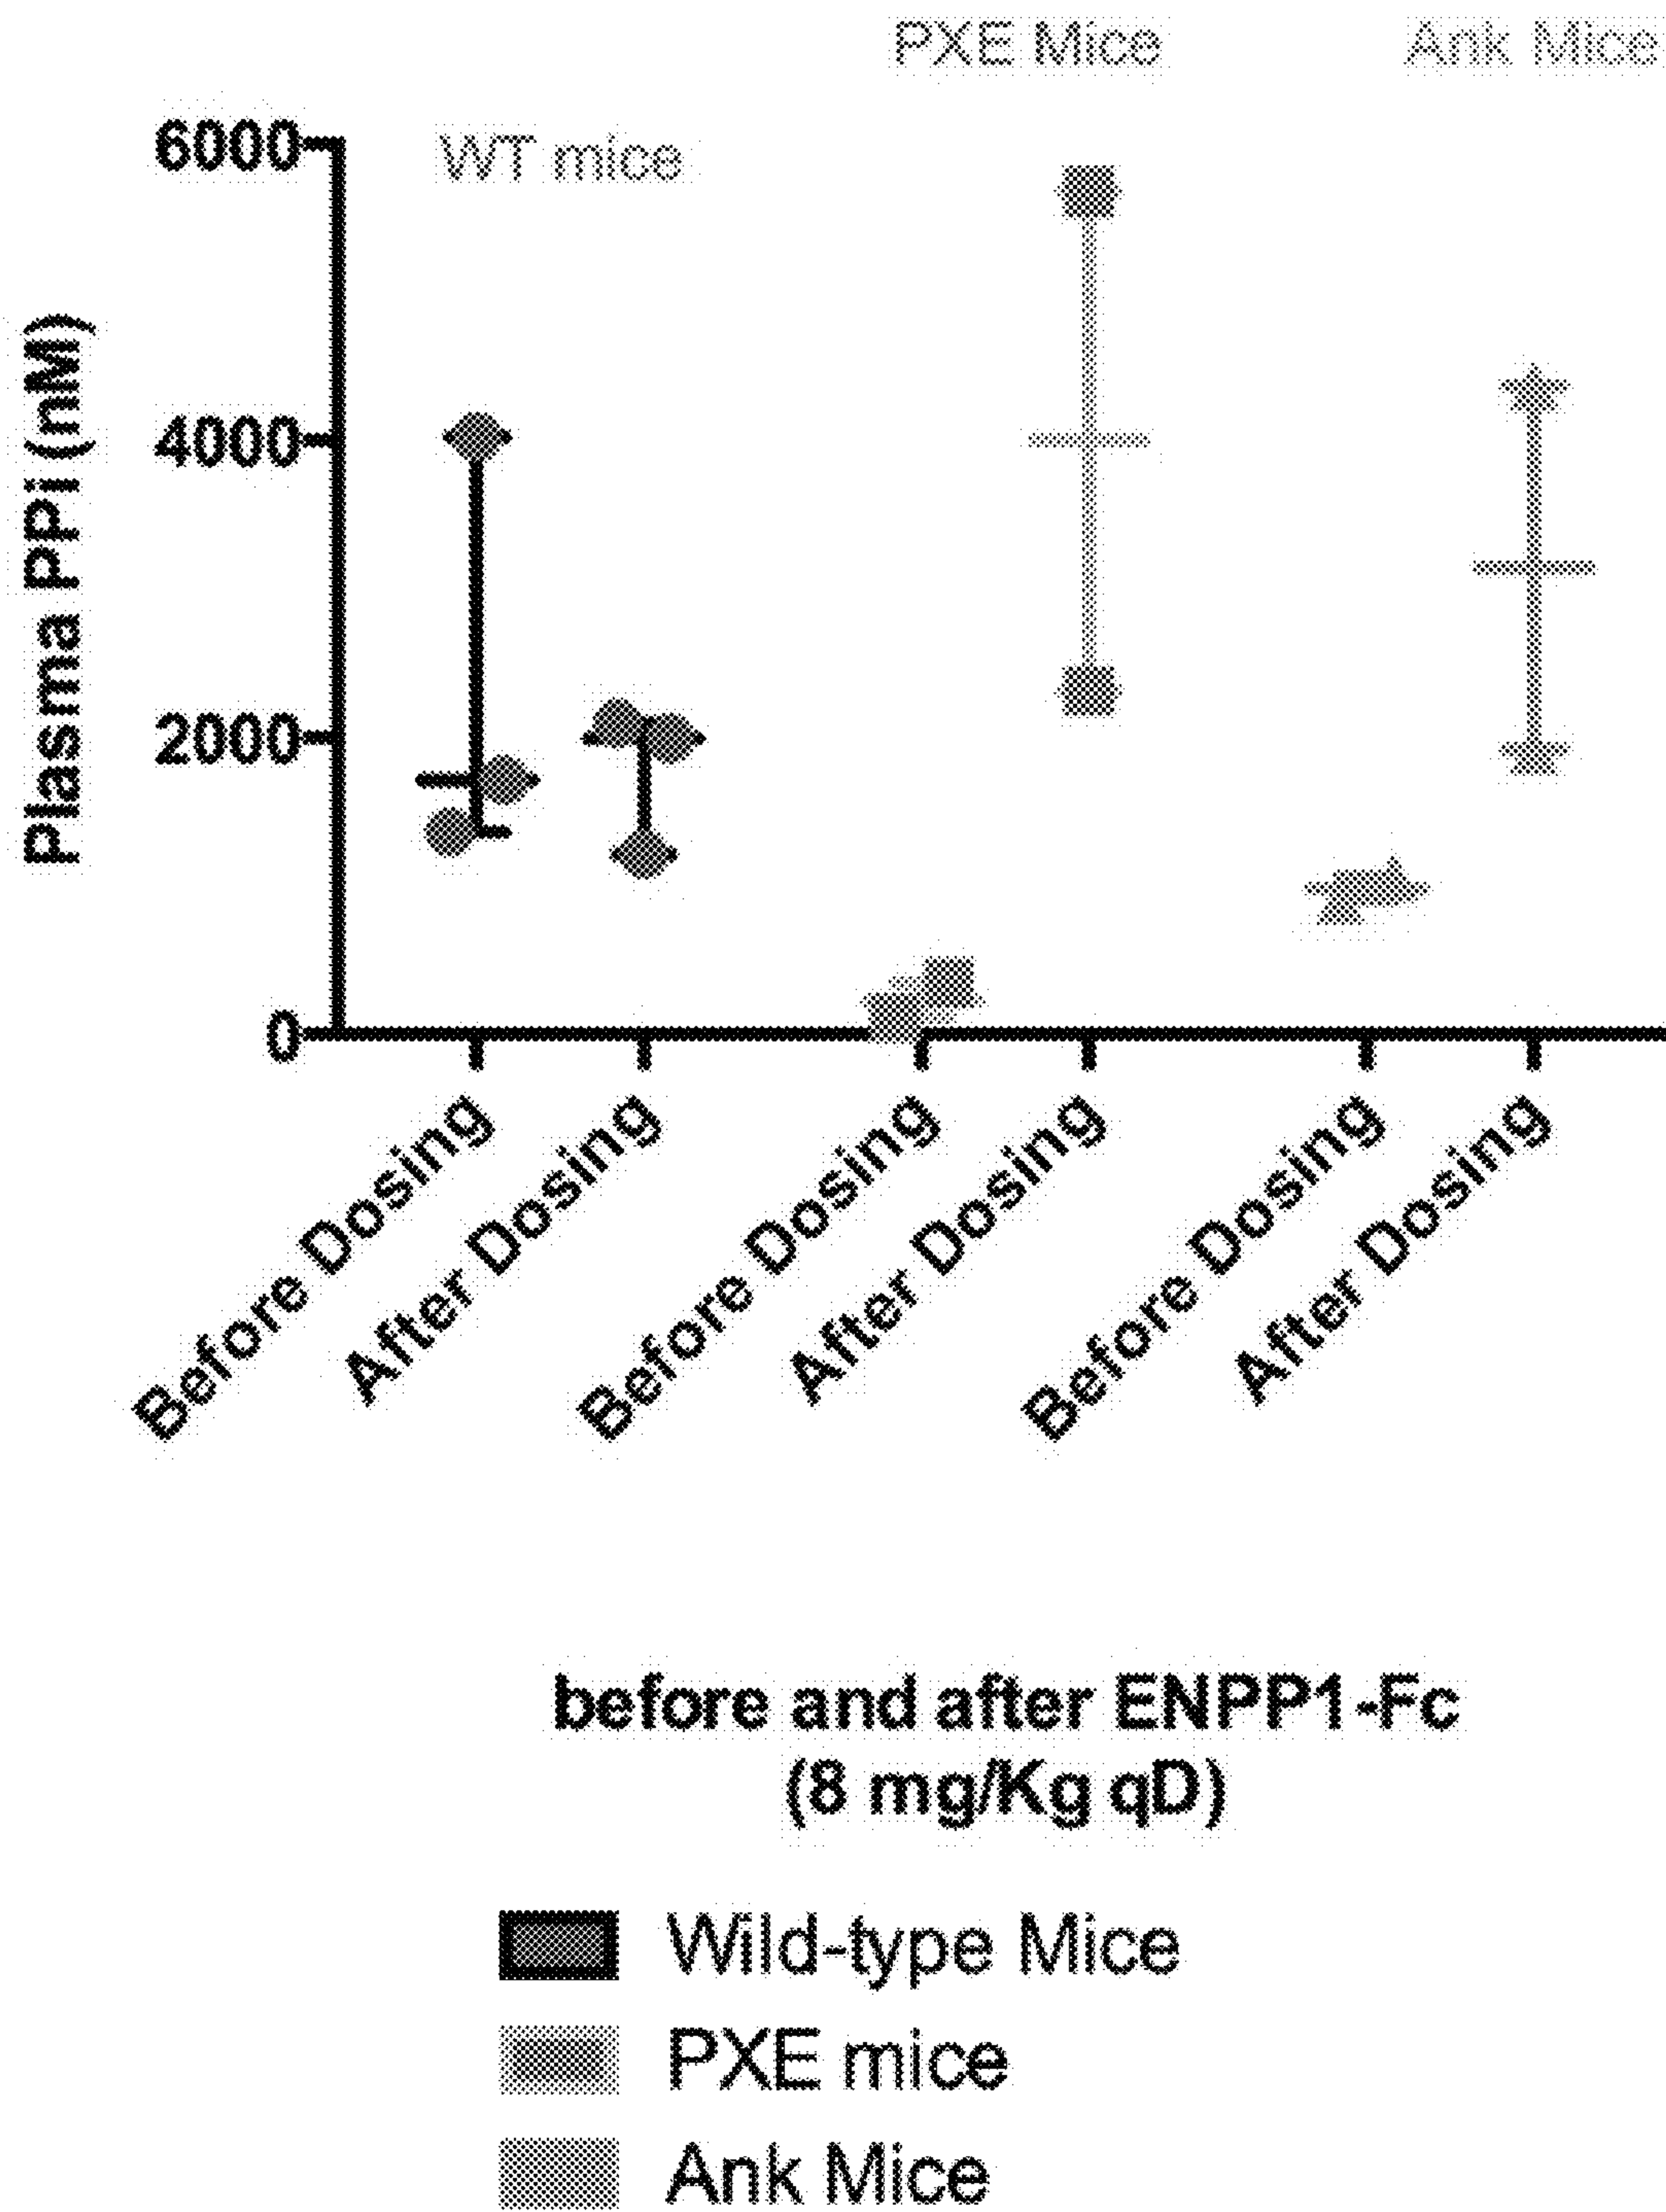 PXE Mice
Ank Mice
WT mice
6000
4000
2000
0
Plasma PPi (nM)
Before Dosing
After Dosing
Before Dosing
After Dosing
Before Dosing
After Dosing
before and after ENPP1-Fc
(8 mg/Kg qD)
Wild-type Mice
PXE mice
Ank Mice